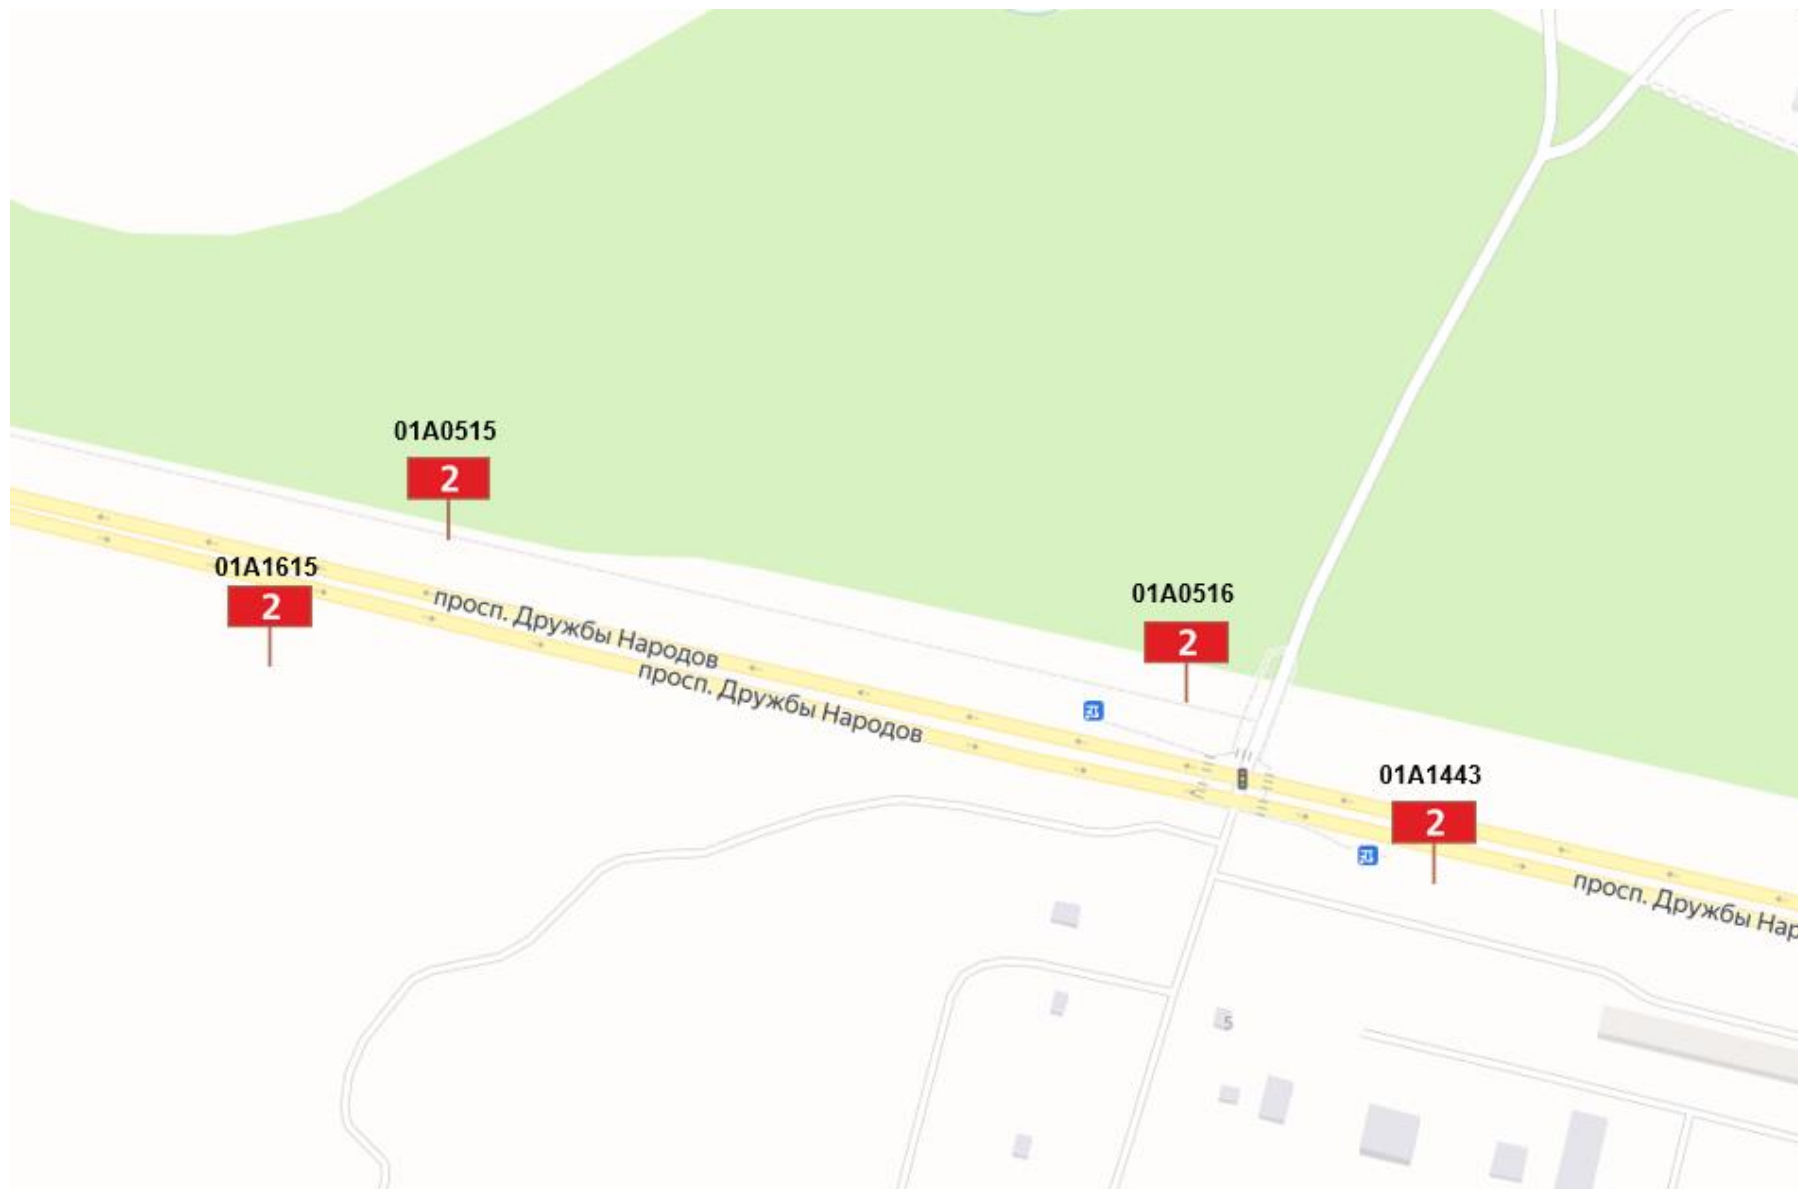 01A0515
2
01A1615
2
просп. Дружбы Народов
просп. Дружбы Народов
01A0516
2
01A1443
2
просп. Дружбы Нар
5